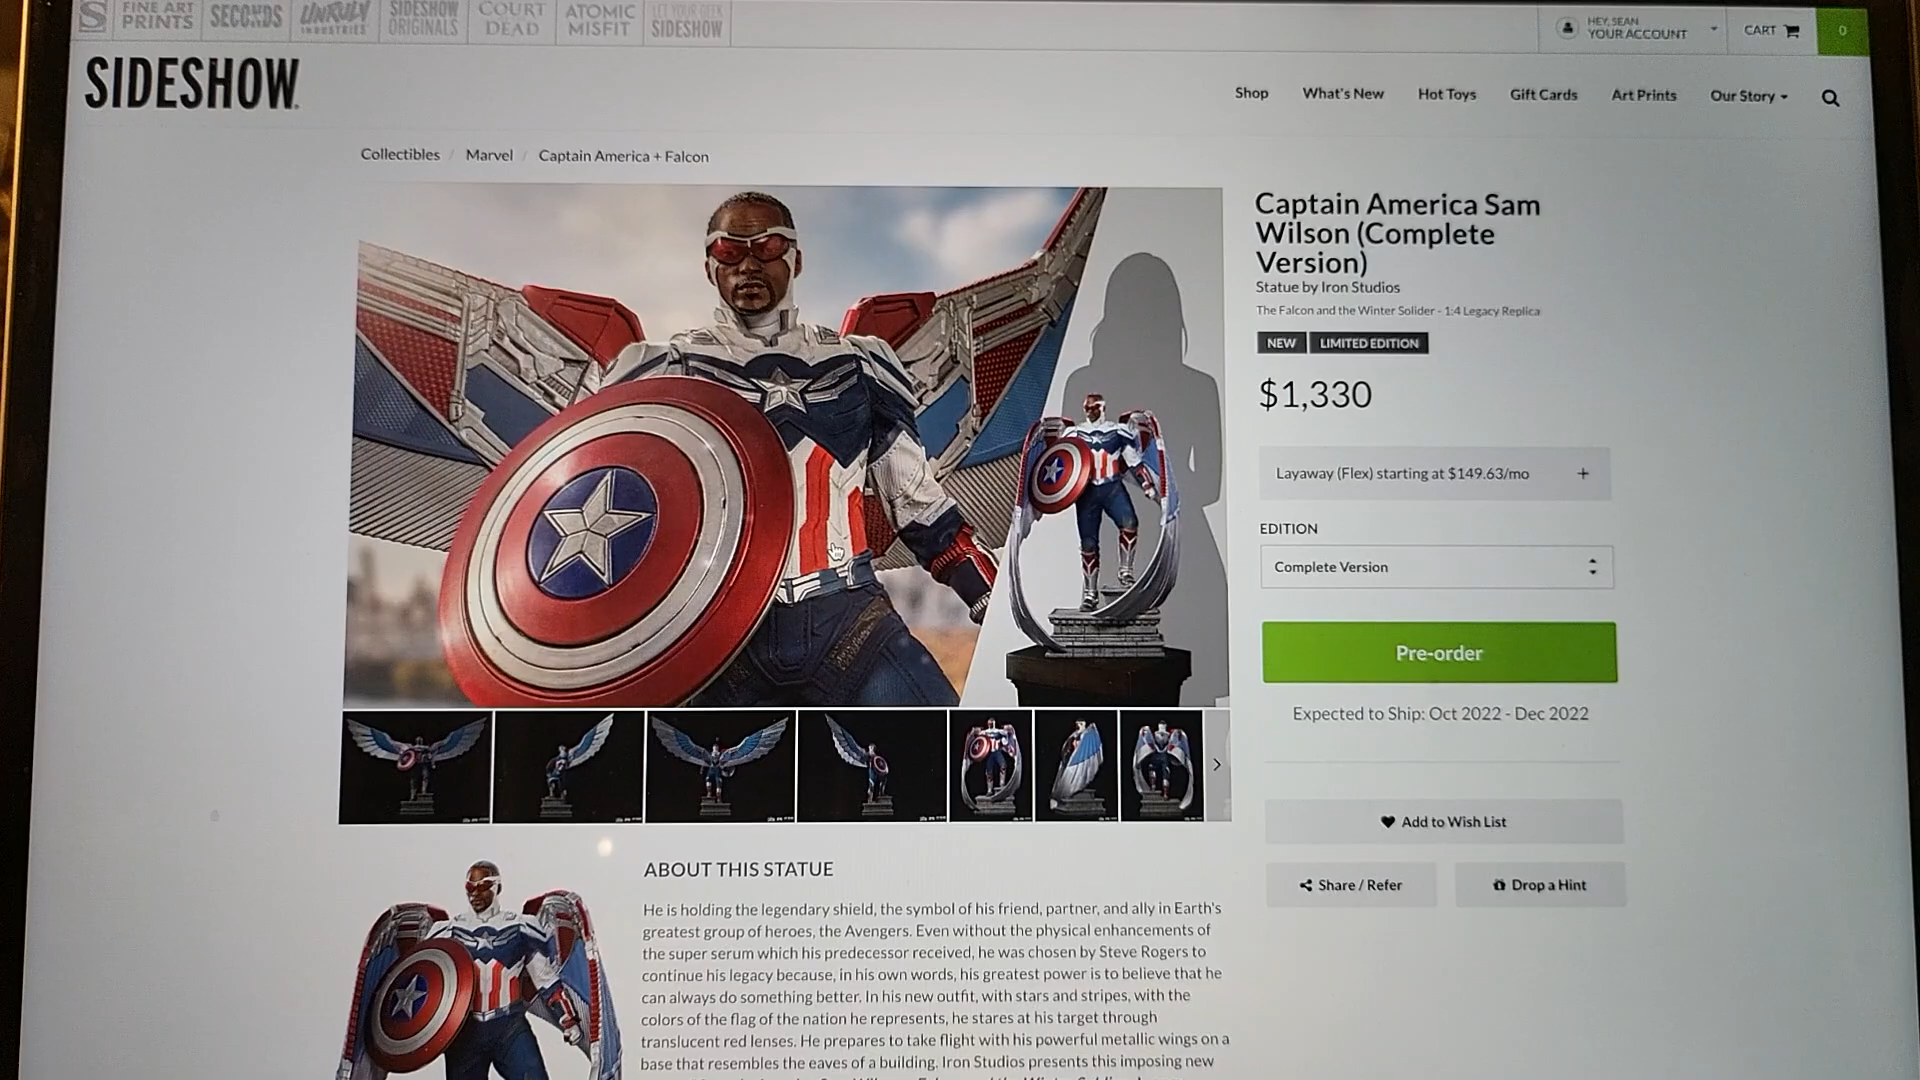 FINE ART
PRINTS
SECONDS
UNRULY
INDUSTRIES
SIDESHOW
ORIGINALS
COURT
OF THE
DEAD
ATOMIC
MISFIT
LET YOUR GEEK
SIDESHOW
HEY, SEAN
YOUR ACCOUNT
CART
0
SIDESHOW
Shop
What's New
Hot Toys
Gift Cards
Art Prints
Our Story
Collectibles / Marvel / Captain America + Falcon
Captain America Sam
Wilson (Complete
Version)
Statue by Iron Studios
The Falcon and the Winter Solider - 1:4 Legacy Replica
NEW
LIMITED EDITION
$1,330
Layaway (Flex) starting at $149.63/mo +
EDITION
Complete Version
Pre-order
Expected to Ship: Oct 2022 - Dec 2022
Add to Wish List
Share / Refer
Drop a Hint
ABOUT THIS STATUE
He is holding the legendary shield, the symbol of his friend, partner, and ally in Earth's
greatest group of heroes, the Avengers. Even without the physical enhancements of
the super serum which his predecessor received, he was chosen by Steve Rogers to
continue his legacy because, in his own words, his greatest power is to believe that he
can always do something better. In his new outfit, with stars and stripes, with the
colors of the flag of the nation he represents, he stares at his target through
translucent red lenses. He prepares to take flight with his powerful metallic wings on a
base that resembles the eaves of a building. Iron Studios presents this imposing new